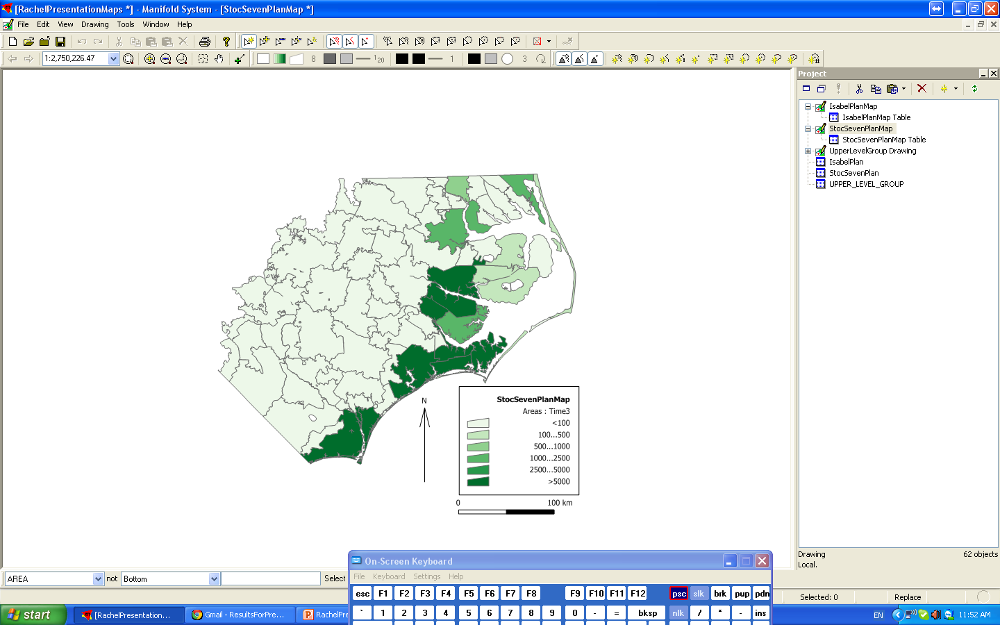 [RachelPresentationMaps *] - Manifold System - [StocSevenPlanMap *]
File Edit View Drawing Tools Window Help
1:2,750,226.47
8
1
20
1
3
Project
IsabelPlanMap
IsabelPlanMap Table
StocSevenPlanMap
StocSevenPlanMap Table
UpperLevelGroup Drawing
IsabelPlan
StocSevenPlan
UPPER_LEVEL_GROUP
N
StocSevenPlanMap
Areas : Time3
<100
100...500
500...1000
1000...2500
2500...5000
>5000
0 100 km
Drawing 62 objects
Local.
AREA not Bottom Select
On-Screen Keyboard
File Keyboard Settings Help
esc F1 F2 F3 F4 F5 F6 F7 F8 F9 F10 F11 F12 psc slk brk pup pdn
` 1 2 3 4 5 6 7 8 9 0 - = bksp nlk / * - ins
Selected: 0 Replace
start [RachelPresentation... Gmail - ResultsForPre... RachelPre EN 11:52 AM